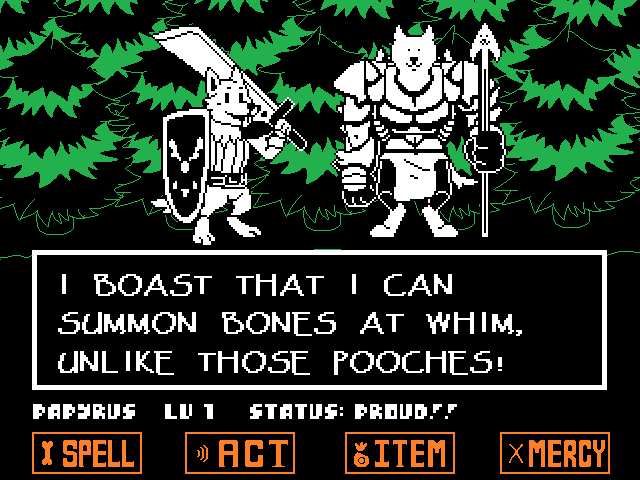 I BOAST THAT I CAN
SUMMON BONES AT WHIM,
UNLIKE THOSE POOCHES!
PAPYRUS LV 1 STATUS: PROUD!!
SPELL ACT ITEM MERCY